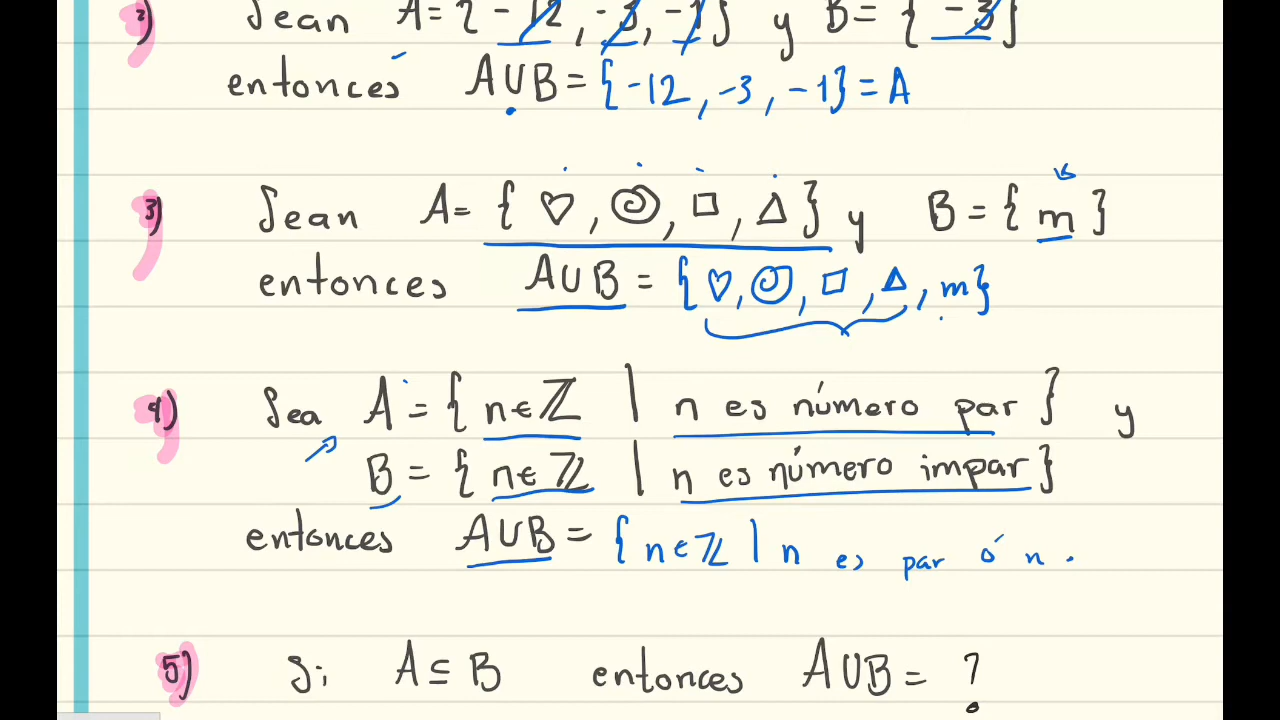 2) Sean A = { -12 , -3 , -1 } y B = { -3 }
entonces A∪B = {-12 , -3 , -1} = A
3) Sean A = { ♡ , , □ , △ } y B = { m }
entonces A∪B = { ♡ , , □ , △ , m }
4) Sea A = { n∈ℤ | n es número par } y
B = { n∈ℤ | n es número impar }
entonces A∪B = { n∈ℤ | n es par ó n .
5) Si A ⊆ B entonces A∪B = ?